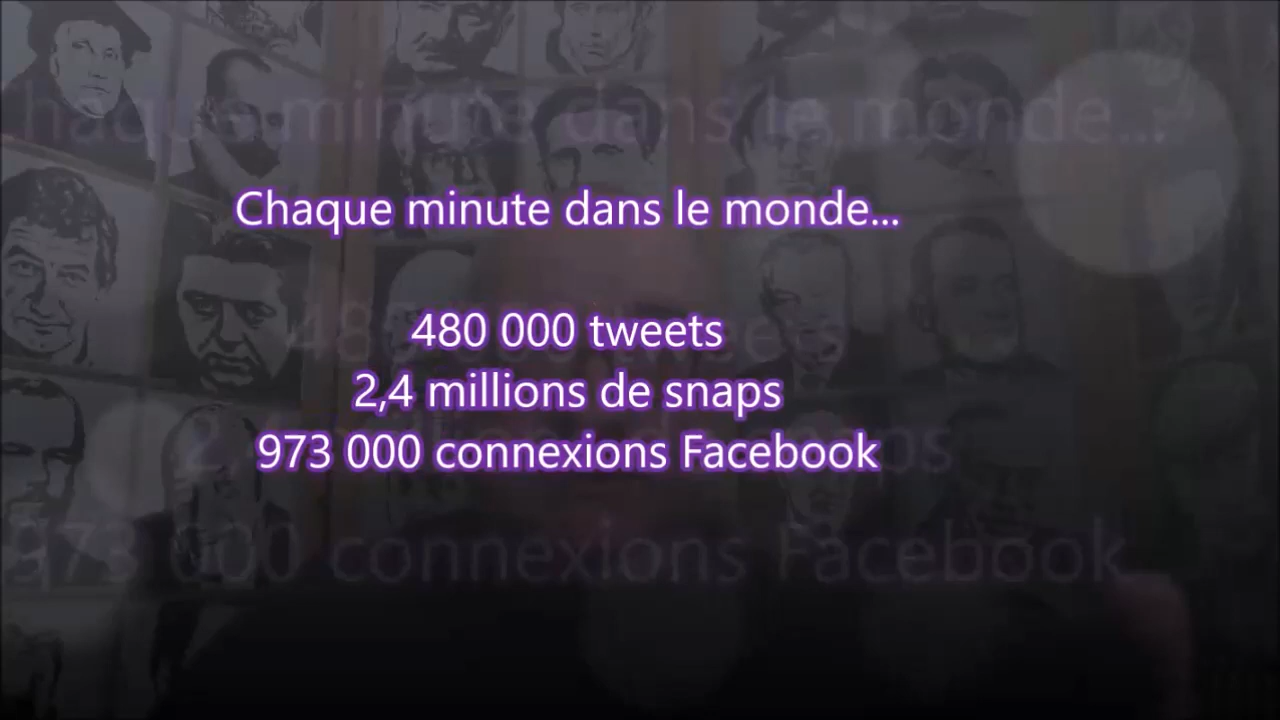 Chaque minute dans le monde...
480 000 tweets
2,4 millions de snaps
973 000 connexions Facebook